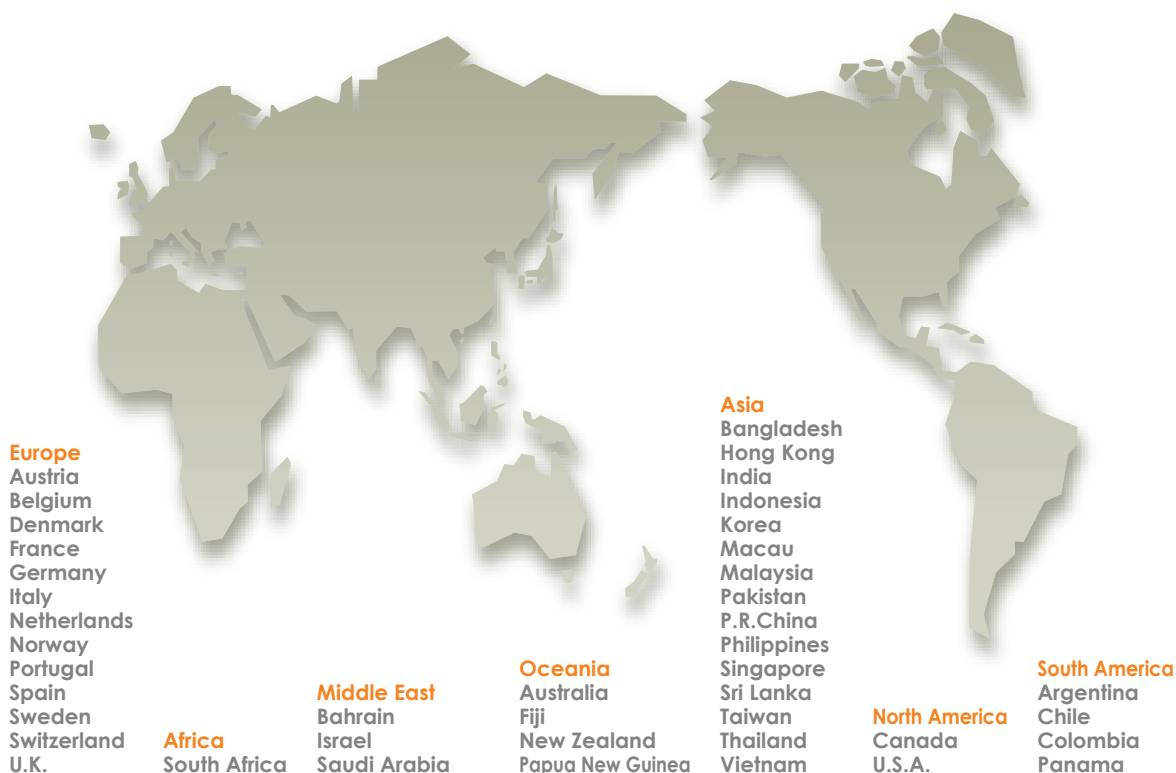 Europe
Austria
Belgium
Denmark
France
Germany
Italy
Netherlands
Norway
Portugal
Spain
Sweden
Switzerland
U.K.
Africa
South Africa
Middle East
Bahrain
Israel
Saudi Arabia
Oceania
Australia
Fiji
New Zealand
Papua New Guinea
Asia
Bangladesh
Hong Kong
India
Indonesia
Korea
Macau
Malaysia
Pakistan
P.R.China
Philippines
Singapore
Sri Lanka
Taiwan
Thailand
Vietnam
North America
Canada
U.S.A.
South America
Argentina
Chile
Colombia
Panama